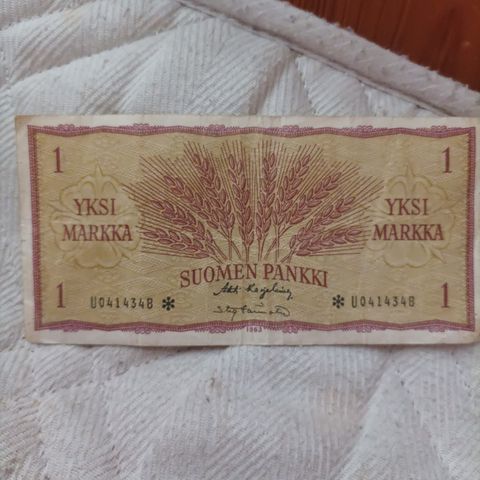 1 1
YKSI MARKKA YKSI MARKKA
SUOMEN PANKKI
1 U0414348 * * U0414348 1
1963